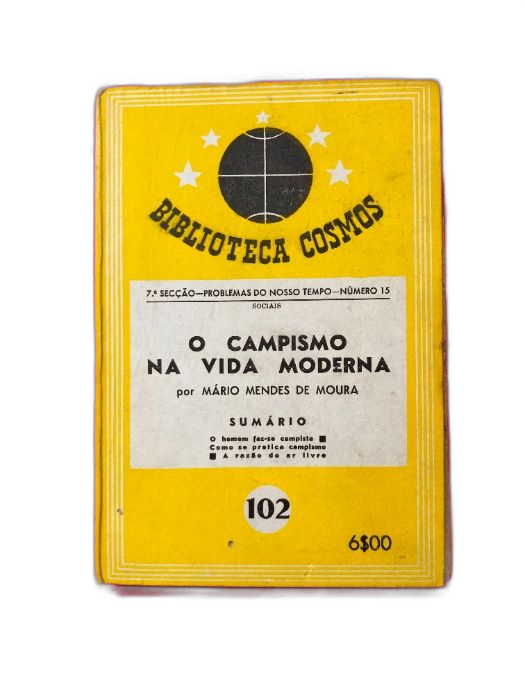 BIBLIOTECA COSMOS
7.ª SECÇÃO—PROBLEMAS DO NOSSO TEMPO—NÚMERO 15
SOCIAIS
O CAMPISMO
NA VIDA MODERNA
por MÁRIO MENDES DE MOURA
SUMÁRIO
O homem faz-se campista ■
Como se pratica campismo
■ A razão do ar livre
102
6$00